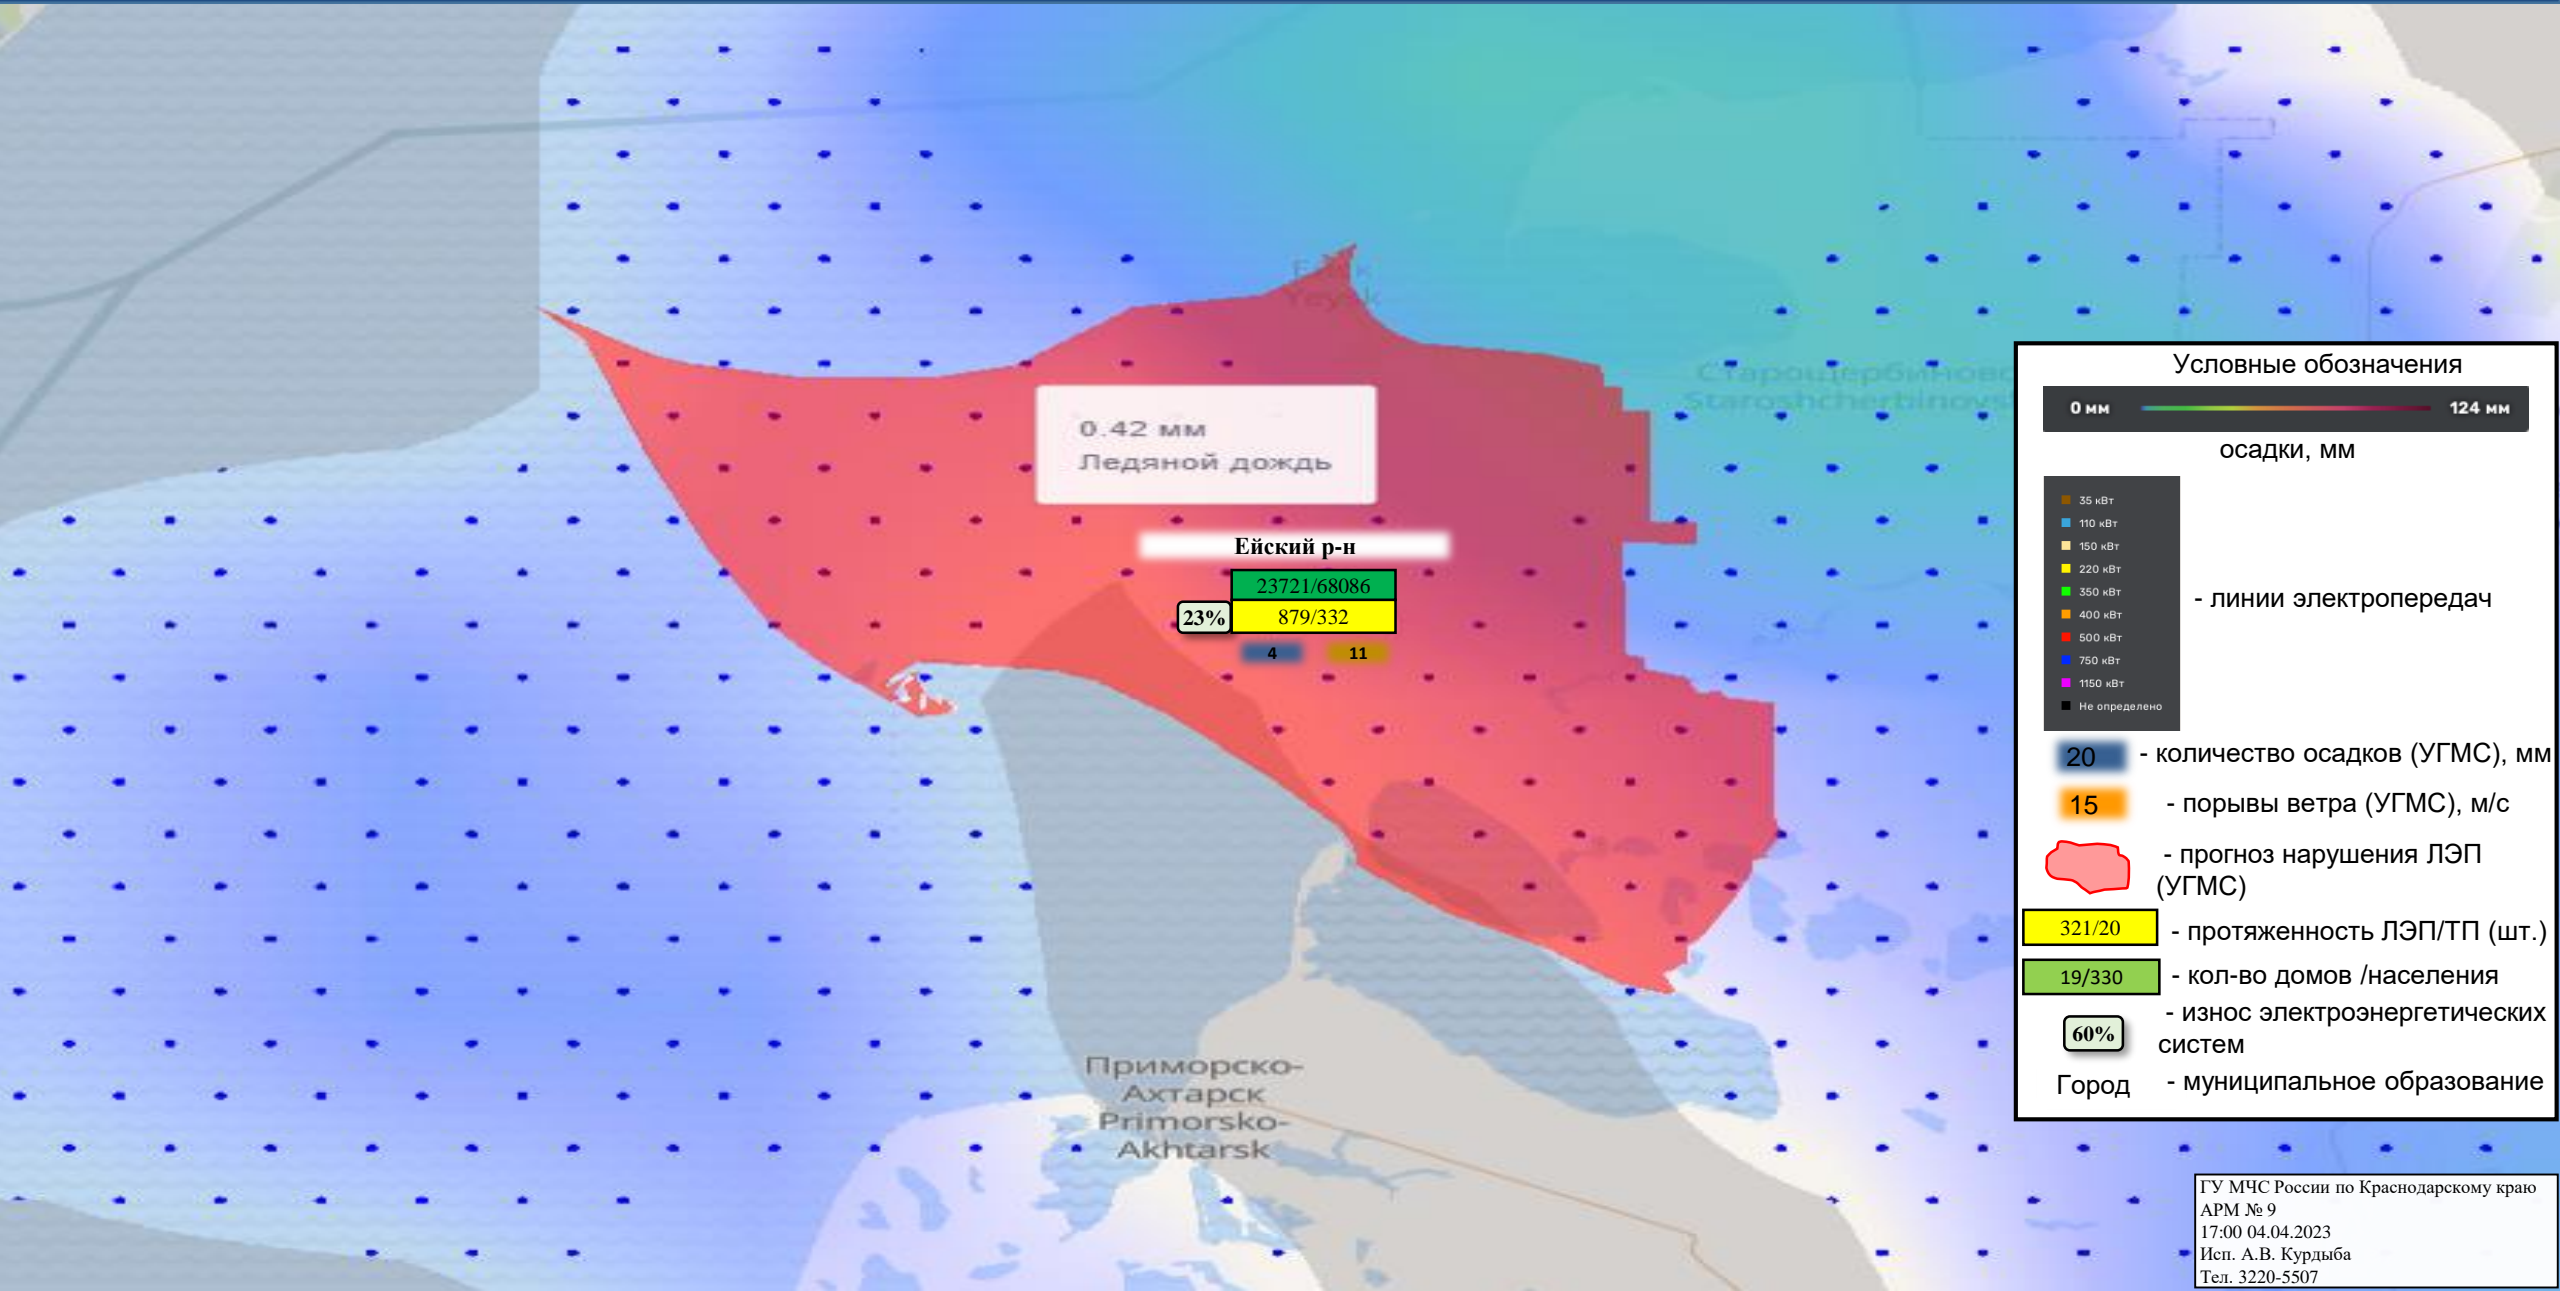 Yeysk
0.42 мм
Ледяной дождь
Ейский р-н
23721/68086
23%
879/332
4
11
Приморско-
Ахтарск
Primorsko-
Akhtarsk
Условные обозначения
0 мм
124 мм
осадки, мм
35 кВт
110 кВт
150 кВт
220 кВт
350 кВт
400 кВт
500 кВт
750 кВт
1150 кВт
Не определено
- линии электропередач
20 - количество осадков (УГМС), мм
15 - порывы ветра (УГМС), м/с
- прогноз нарушения ЛЭП
(УГМС)
321/20 - протяженность ЛЭП/ТП (шт.)
19/330 - кол-во домов /населения
- износ электроэнергетических
60%
систем
Город - муниципальное образование
ГУ МЧС России по Краснодарскому краю
АРМ № 9
17:00 04.04.2023
Исп. А.В. Курдыба
Тел. 3220-5507